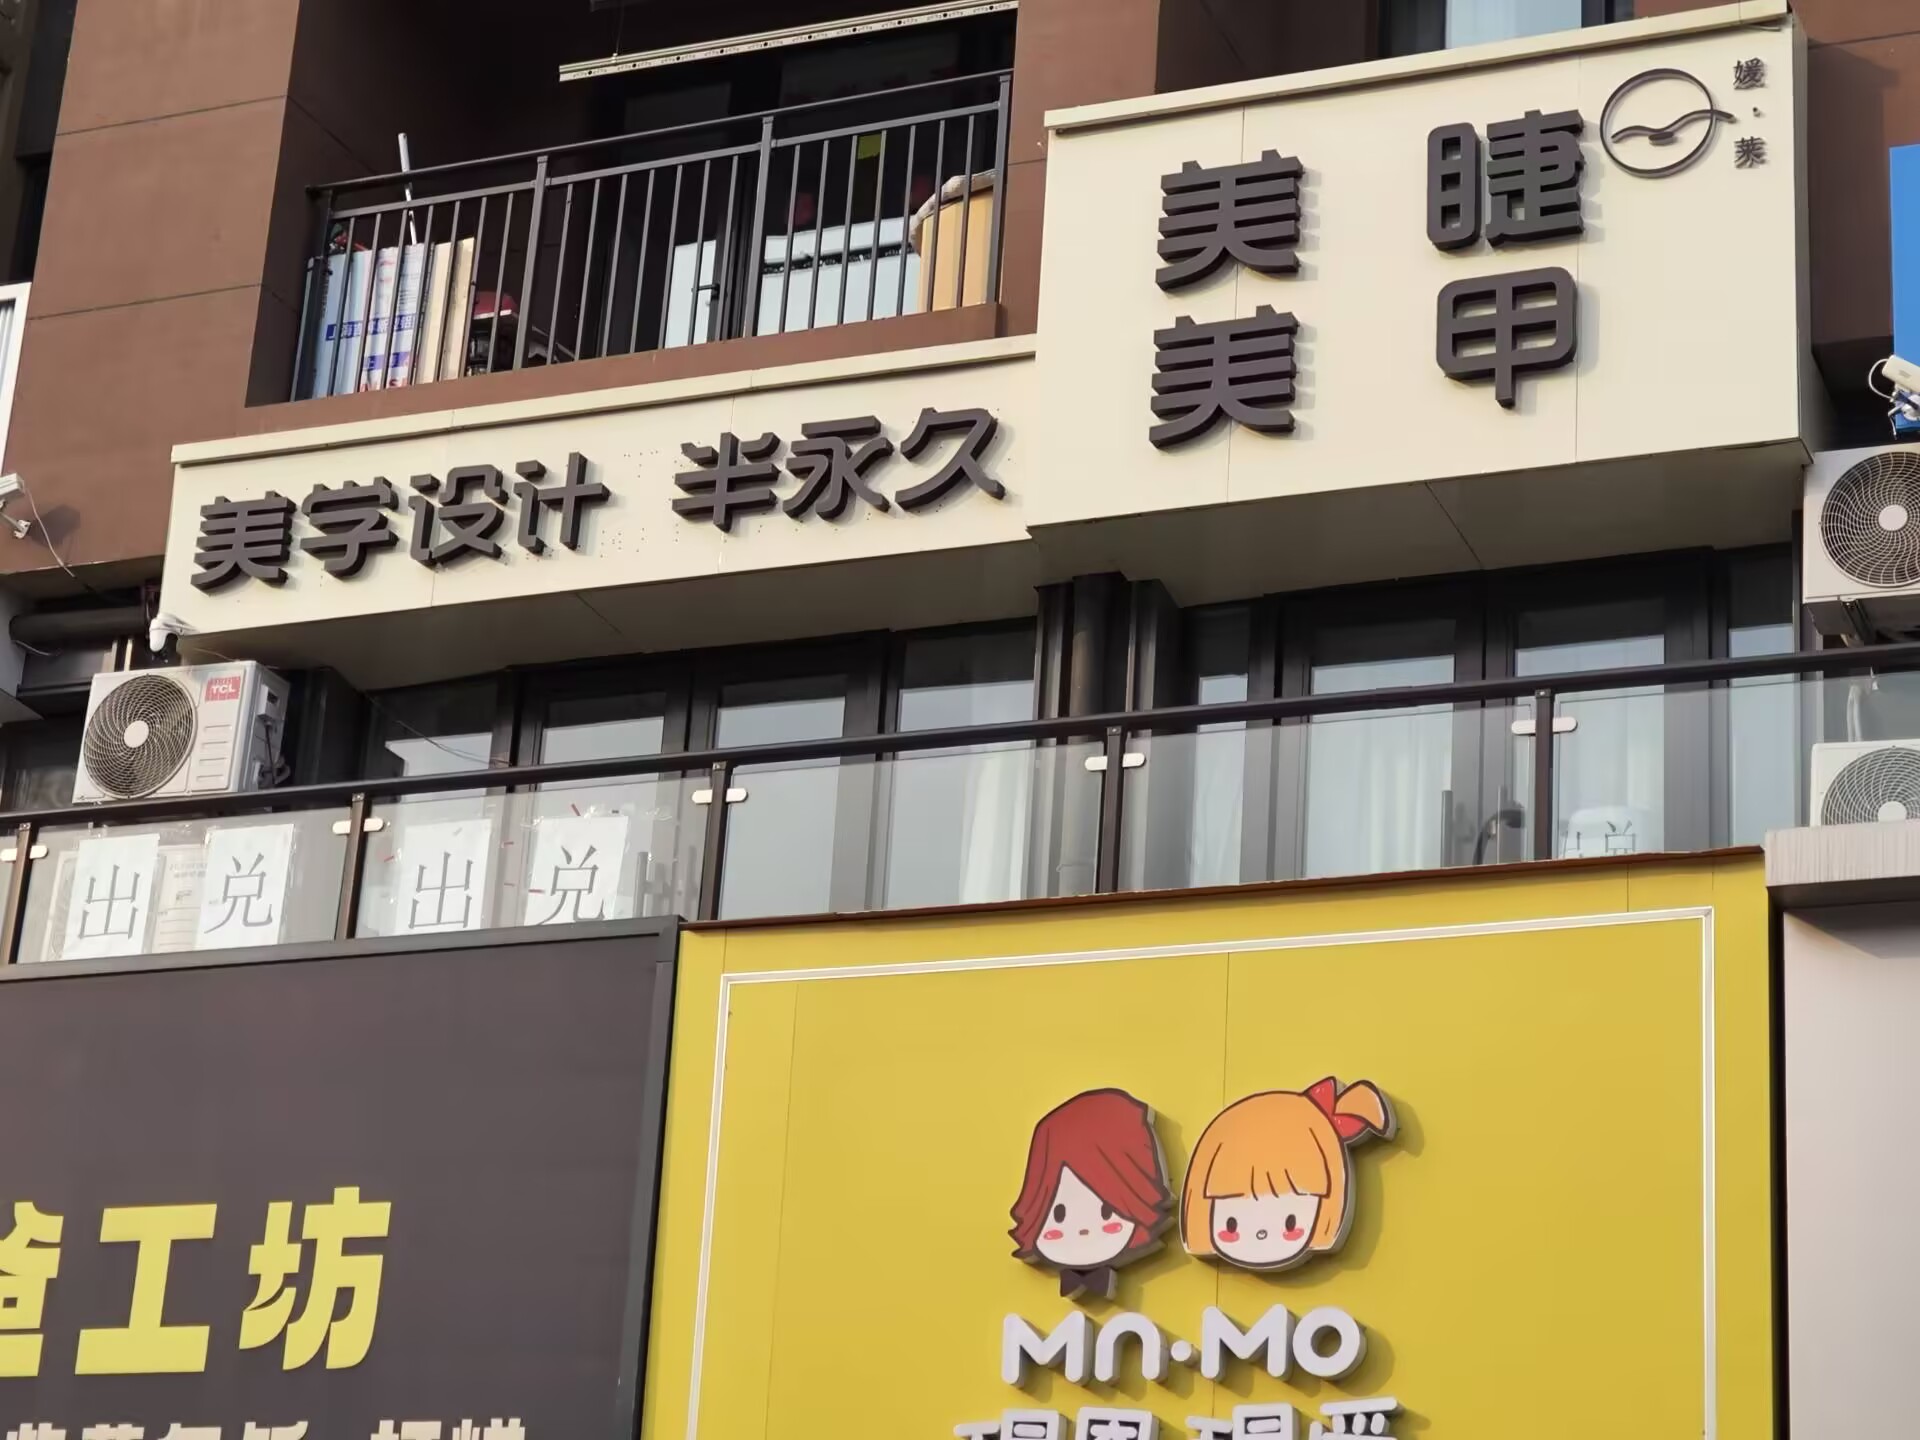 媛·莱
美睫
美甲
美学设计 半永久
TCL
出兑
出兑
工坊
Mn·Mo